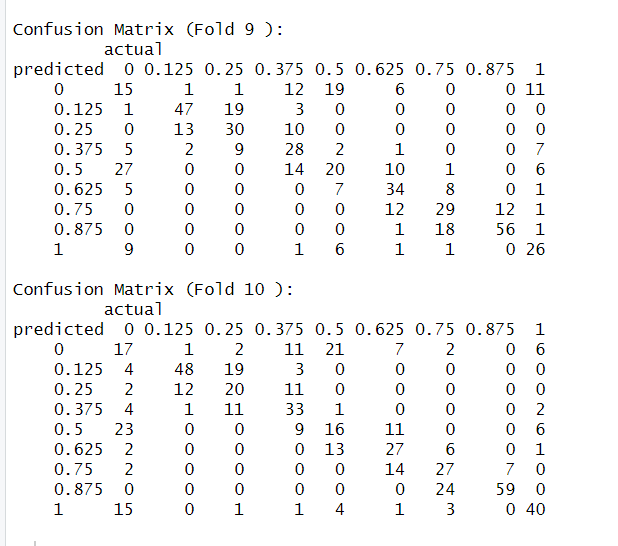 Confusion Matrix (Fold 9 ):
actual
predicted 0 0.125 0.25 0.375 0.5 0.625 0.75 0.875 1
0 15 1 1 12 19 6 0 0 11
0.125 1 47 19 3 0 0 0 0 0
0.25 0 13 30 10 0 0 0 0 0
0.375 5 2 9 28 2 1 0 0 7
0.5 27 0 0 14 20 10 1 0 6
0.625 5 0 0 0 7 34 8 0 1
0.75 0 0 0 0 0 12 29 12 1
0.875 0 0 0 0 0 1 18 56 1
1 9 0 0 1 6 1 1 0 26
Confusion Matrix (Fold 10 ):
actual
predicted 0 0.125 0.25 0.375 0.5 0.625 0.75 0.875 1
0 17 1 2 11 21 7 2 0 6
0.125 4 48 19 3 0 0 0 0 0
0.25 2 12 20 11 0 0 0 0 0
0.375 4 1 11 33 1 0 0 0 2
0.5 23 0 0 9 16 11 0 0 6
0.625 2 0 0 0 13 27 6 0 1
0.75 2 0 0 0 0 14 27 7 0
0.875 0 0 0 0 0 0 24 59 0
1 15 0 1 1 4 1 3 0 40